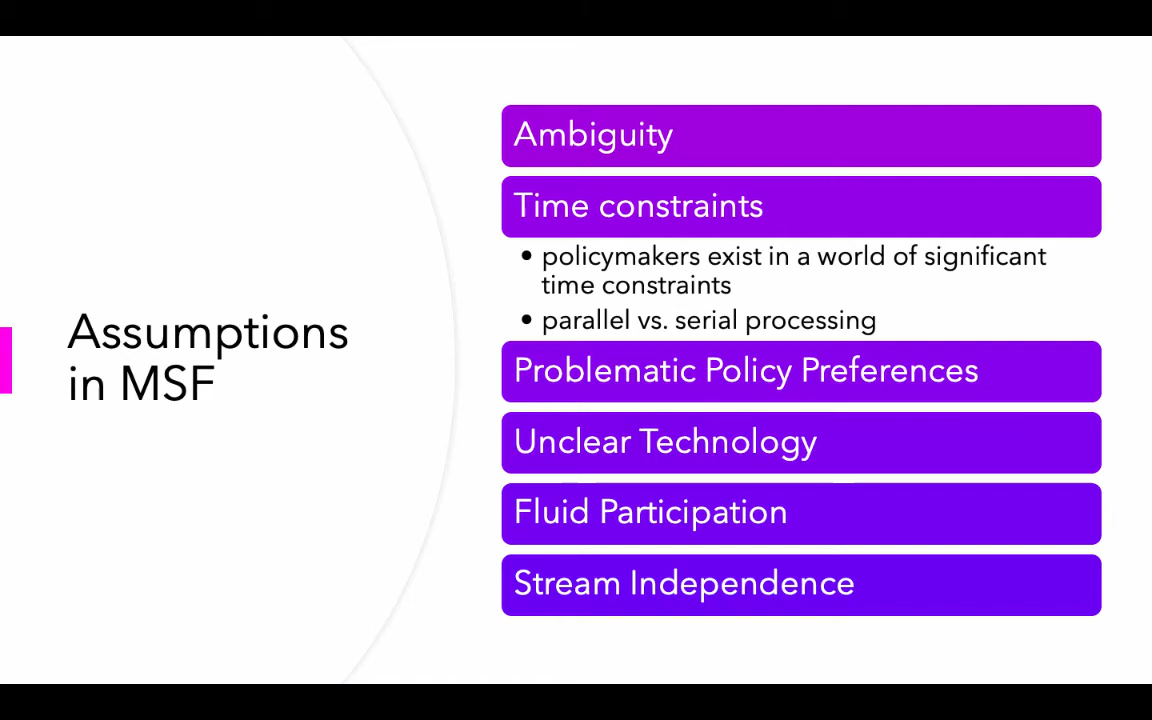 Assumptions
in MSF
Ambiguity
Time constraints
• policymakers exist in a world of significant
time constraints
• parallel vs. serial processing
Problematic Policy Preferences
Unclear Technology
Fluid Participation
Stream Independence